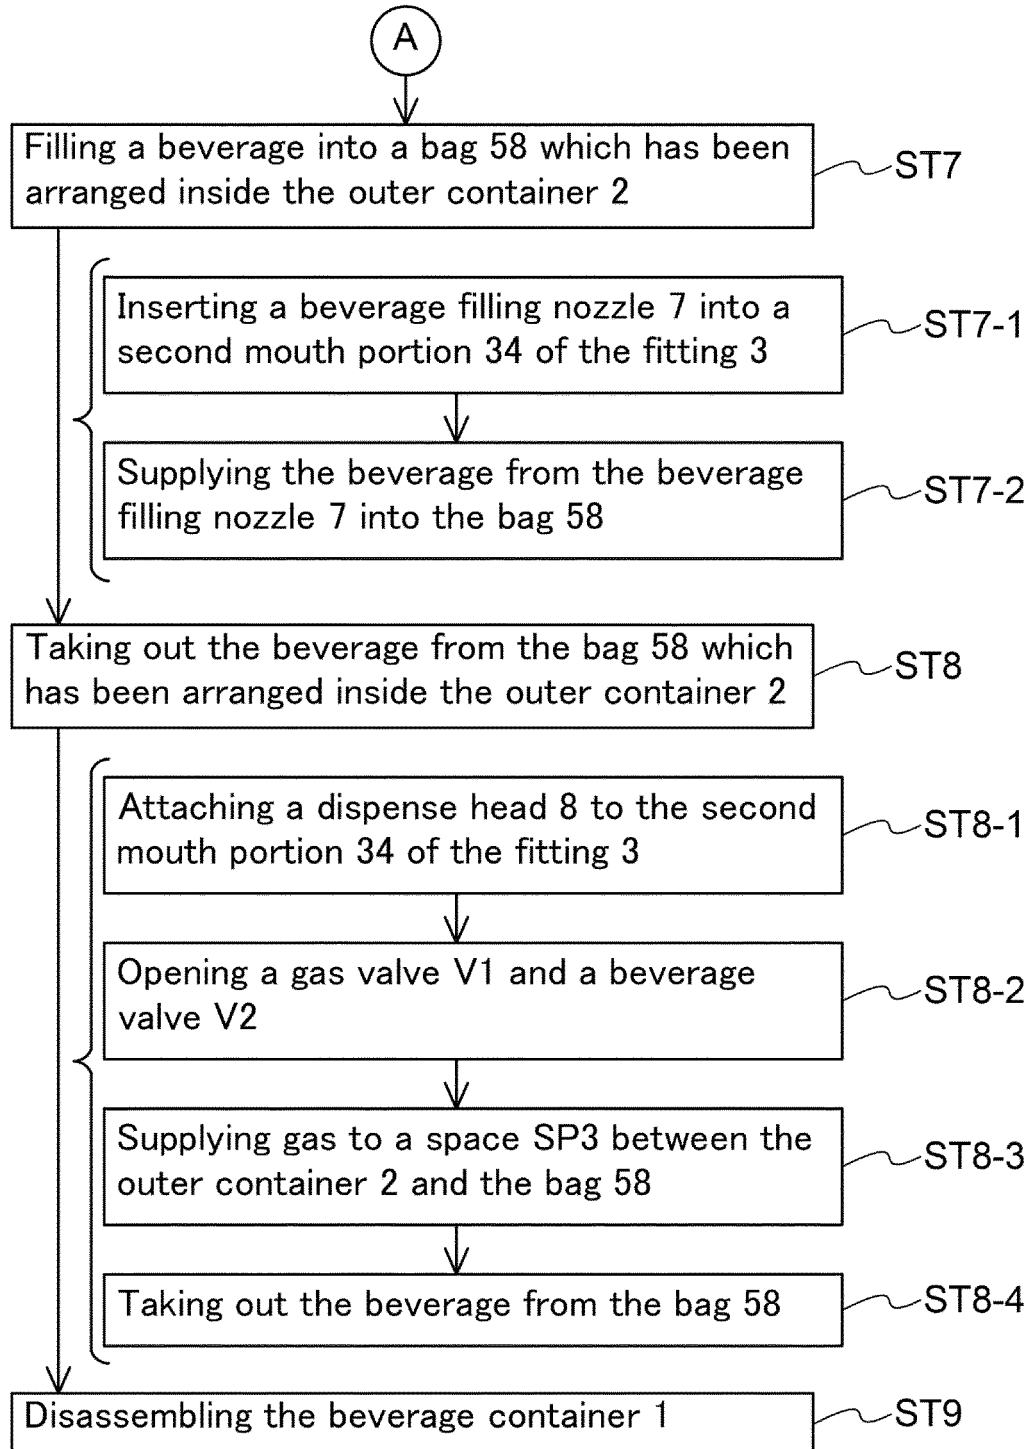 A
Filling a beverage into a bag 58 which has been
arranged inside the outer container 2
ST7
Inserting a beverage filling nozzle 7 into a
second mouth portion 34 of the fitting 3
ST7-1
Supplying the beverage from the beverage
filling nozzle 7 into the bag 58
ST7-2
Taking out the beverage from the bag 58 which
has been arranged inside the outer container 2
ST8
Attaching a dispense head 8 to the second
mouth portion 34 of the fitting 3
ST8-1
Opening a gas valve V1 and a beverage
valve V2
ST8-2
Supplying gas to a space SP3 between the
outer container 2 and the bag 58
ST8-3
Taking out the beverage from the bag 58
ST8-4
Disassembling the beverage container 1
ST9